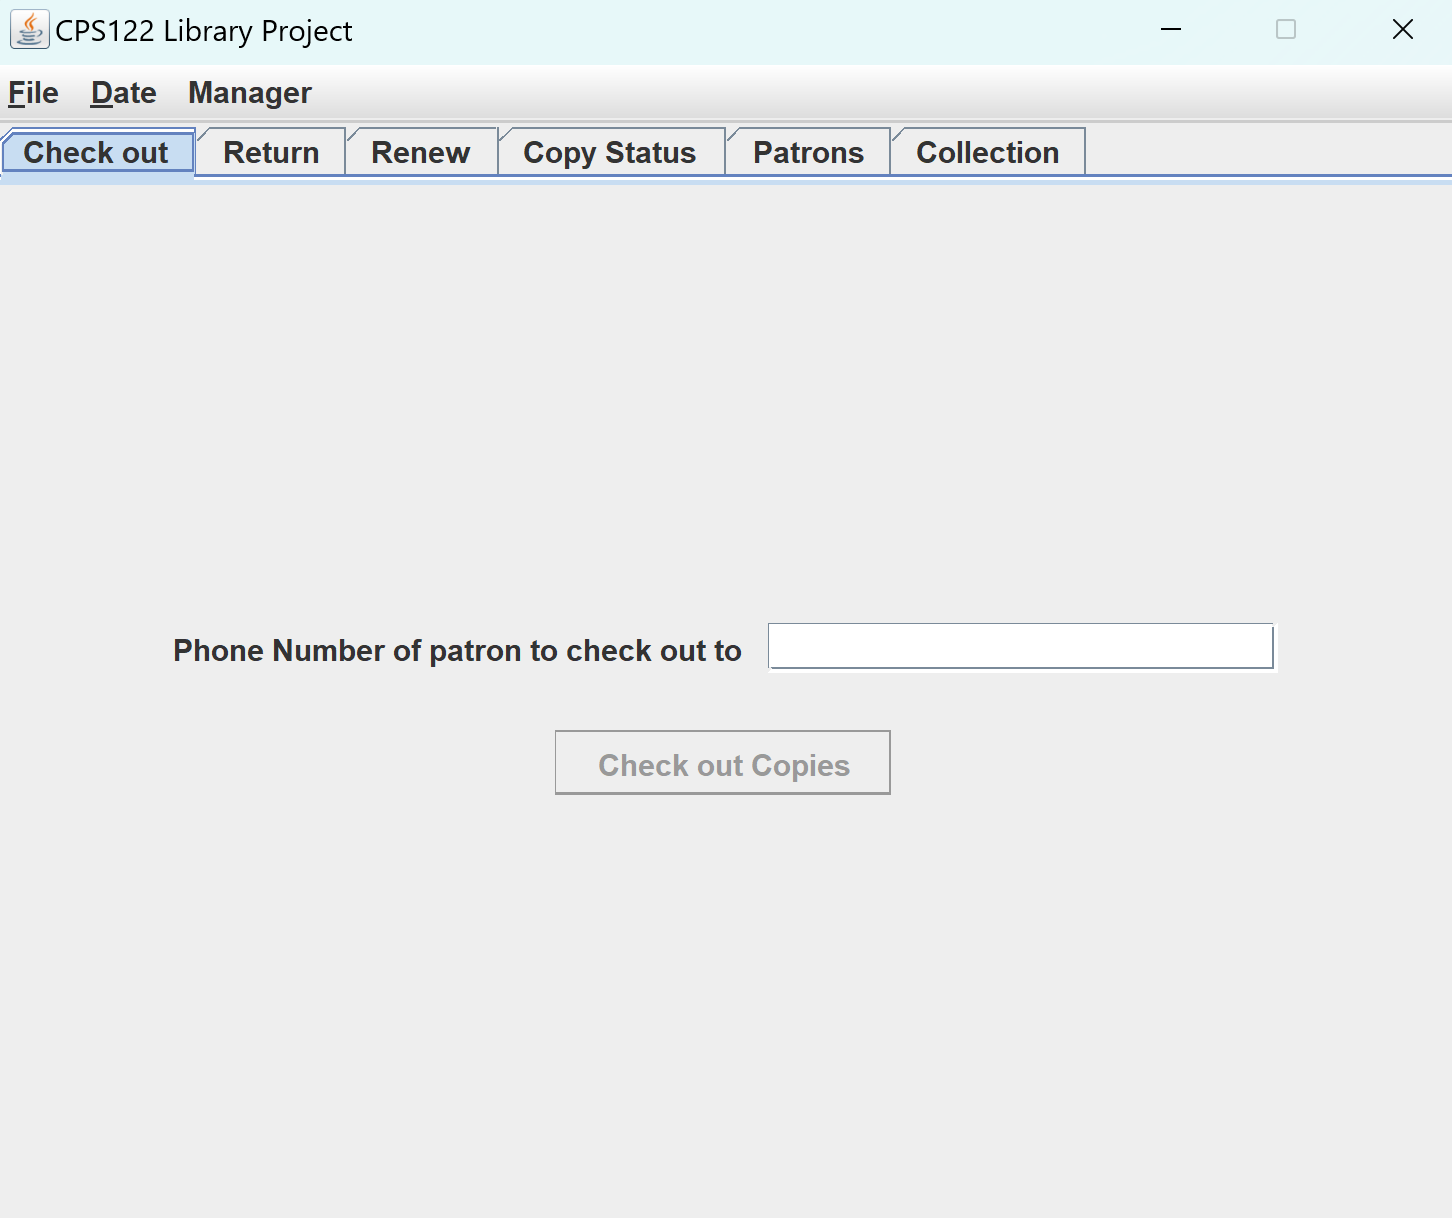 CPS122 Library Project
File Date Manager
Check out Return Renew Copy Status Patrons Collection
Phone Number of patron to check out to
Check out Copies